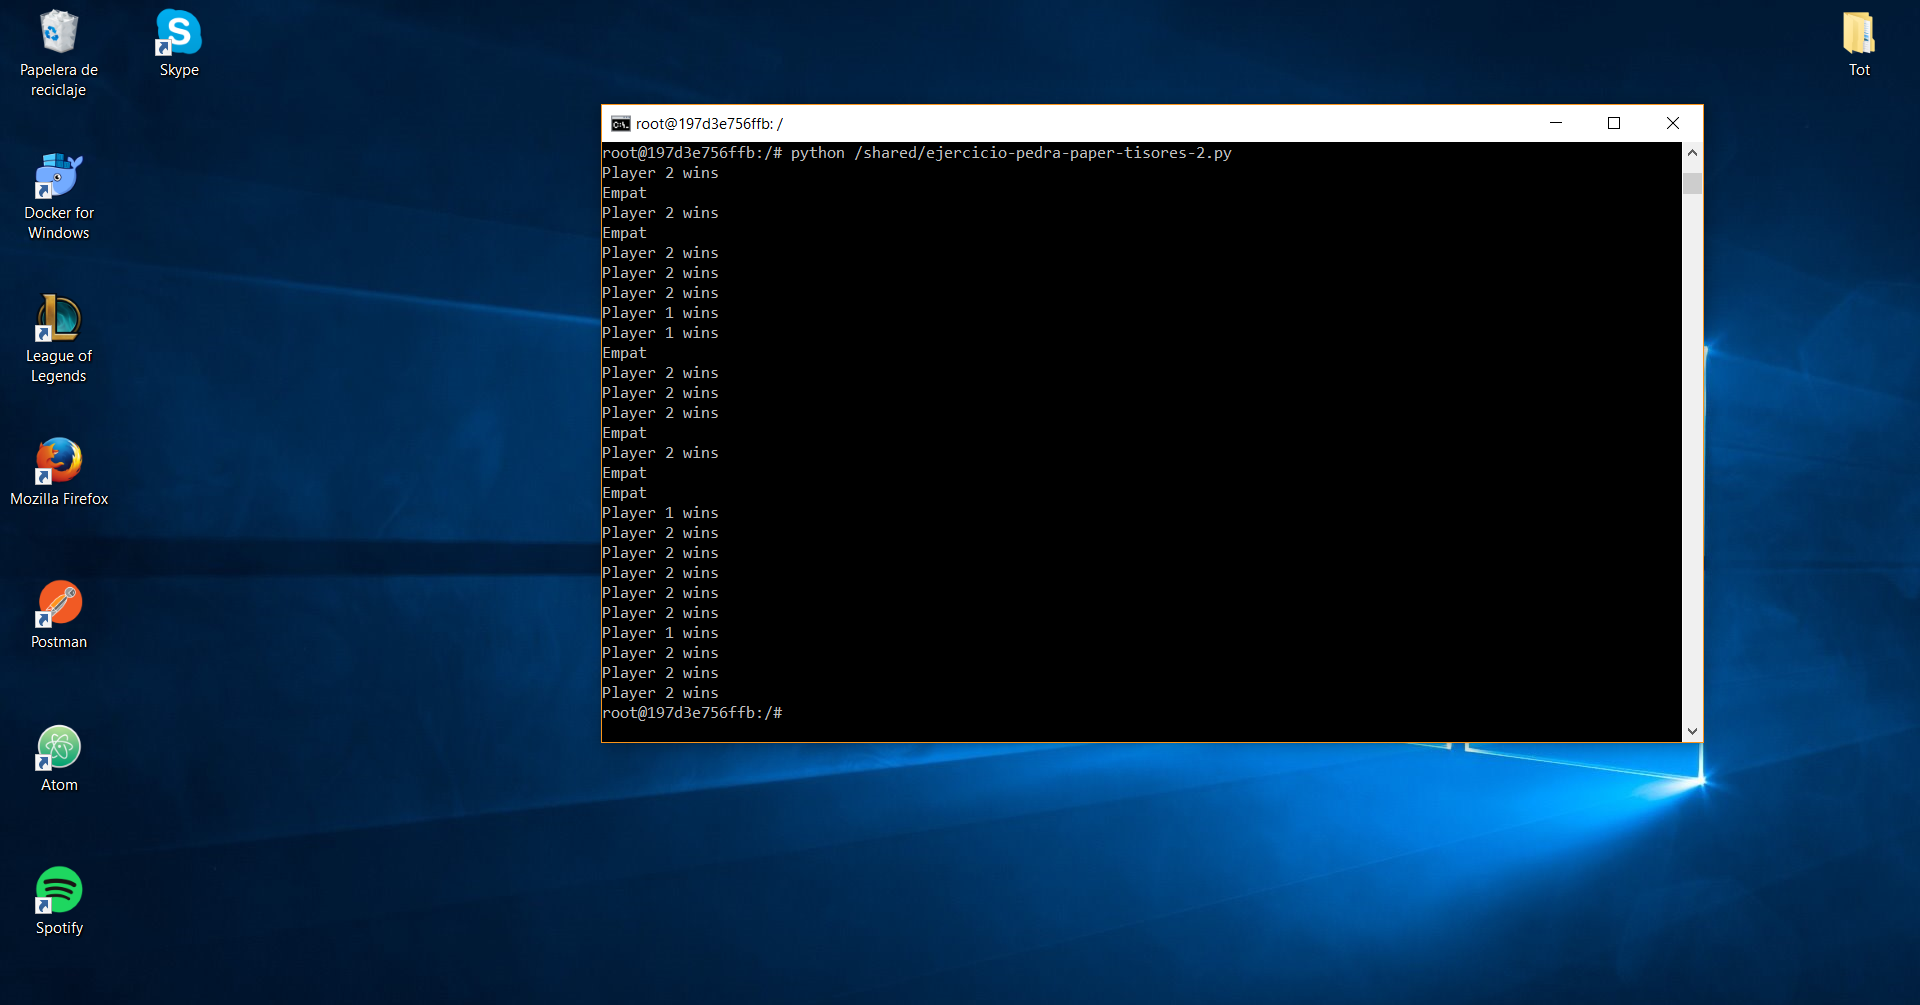 Papelera de
reciclaje
Skype
Tot
Docker for
Windows
League of
Legends
Mozilla Firefox
Postman
Atom
Spotify
root@197d3e756ffb: /
root@197d3e756ffb:/# python /shared/ejercicio-pedra-paper-tisores-2.py
Player 2 wins
Empat
Player 2 wins
Empat
Player 2 wins
Player 2 wins
Player 2 wins
Player 1 wins
Player 1 wins
Empat
Player 2 wins
Player 2 wins
Player 2 wins
Empat
Player 2 wins
Empat
Empat
Player 1 wins
Player 2 wins
Player 2 wins
Player 2 wins
Player 2 wins
Player 2 wins
Player 1 wins
Player 2 wins
Player 2 wins
Player 2 wins
root@197d3e756ffb:/#